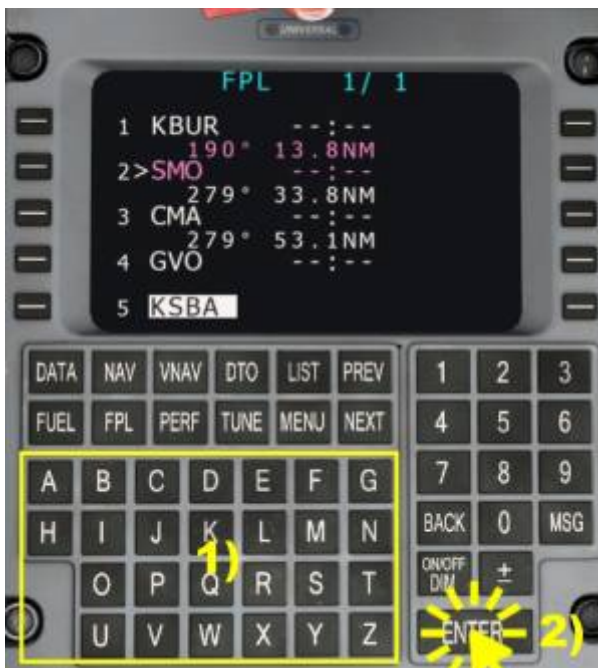 UNIVERSAL
FPL 1/ 1
1 KBUR --:--
190° 13.8NM
2>SMO --:--
279° 33.8NM
3 CMA --:--
279° 53.1NM
4 GVO --:--
5 KSBA
DATA NAV VNAV DTO LIST PREV
FUEL FPL PERF TUNE MENU NEXT
1 2 3
4 5 6
7 8 9
BACK 0 MSG
ON/OFF DIM ±
ENTER
A B C D E F G
H I J K L M N
O P Q R S T
U V W X Y Z
1)
2)